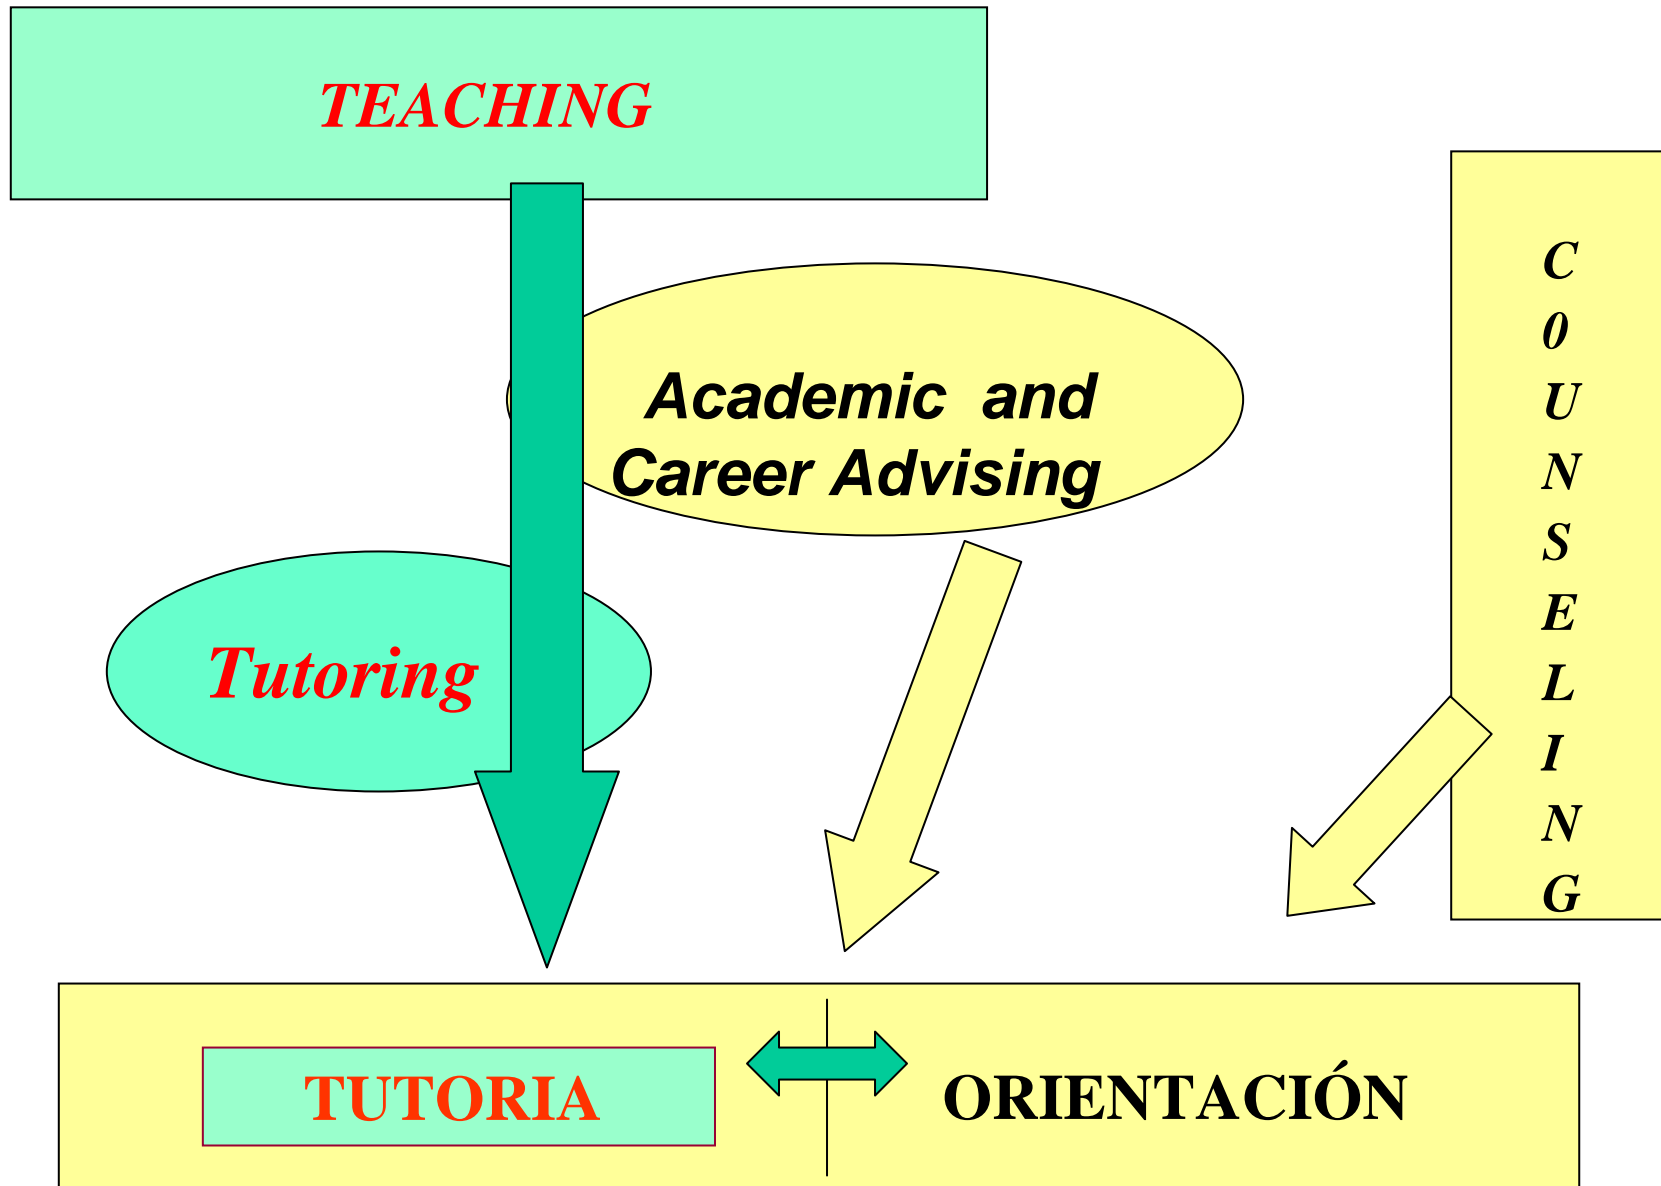 TEACHING
Academic and
Career Advising
C
0
U
N
S
E
L
I
N
G
Tutoring
TUTORIA
ORIENTACIÓN